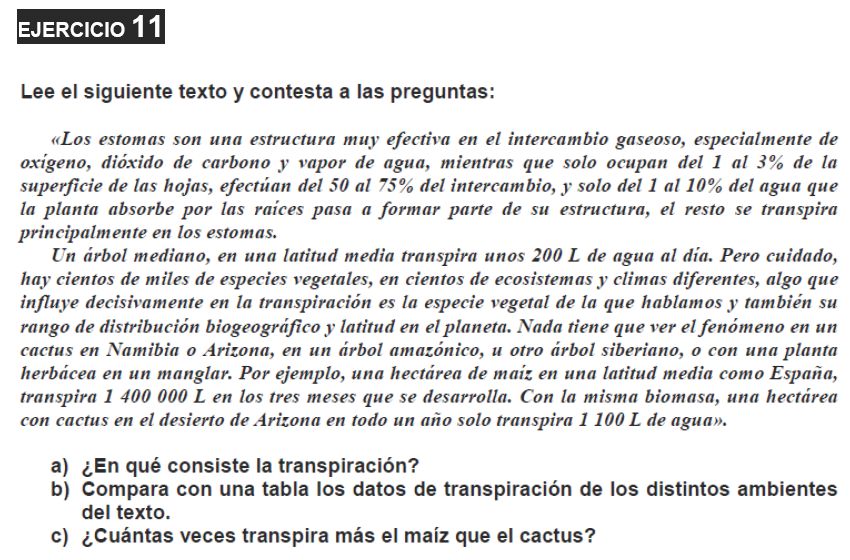 EJERCICIO 11
Lee el siguiente texto y contesta a las preguntas:
«Los estomas son una estructura muy efectiva en el intercambio gaseoso, especialmente de
oxígeno, dióxido de carbono y vapor de agua, mientras que solo ocupan del 1 al 3% de la
superficie de las hojas, efectúan del 50 al 75% del intercambio, y solo del 1 al 10% del agua que
la planta absorbe por las raíces pasa a formar parte de su estructura, el resto se transpira
principalmente en los estomas.
Un árbol mediano, en una latitud media transpira unos 200 L de agua al día. Pero cuidado,
hay cientos de miles de especies vegetales, en cientos de ecosistemas y climas diferentes, algo que
influye decisivamente en la transpiración es la especie vegetal de la que hablamos y también su
rango de distribución biogeográfico y latitud en el planeta. Nada tiene que ver el fenómeno en un
cactus en Namibia o Arizona, en un árbol amazónico, u otro árbol siberiano, o con una planta
herbácea en un manglar. Por ejemplo, una hectárea de maíz en una latitud media como España,
transpira 1 400 000 L en los tres meses que se desarrolla. Con la misma biomasa, una hectárea
con cactus en el desierto de Arizona en todo un año solo transpira 1 100 L de agua».
a) ¿En qué consiste la transpiración?
b) Compara con una tabla los datos de transpiración de los distintos ambientes
del texto.
c) ¿Cuántas veces transpira más el maíz que el cactus?